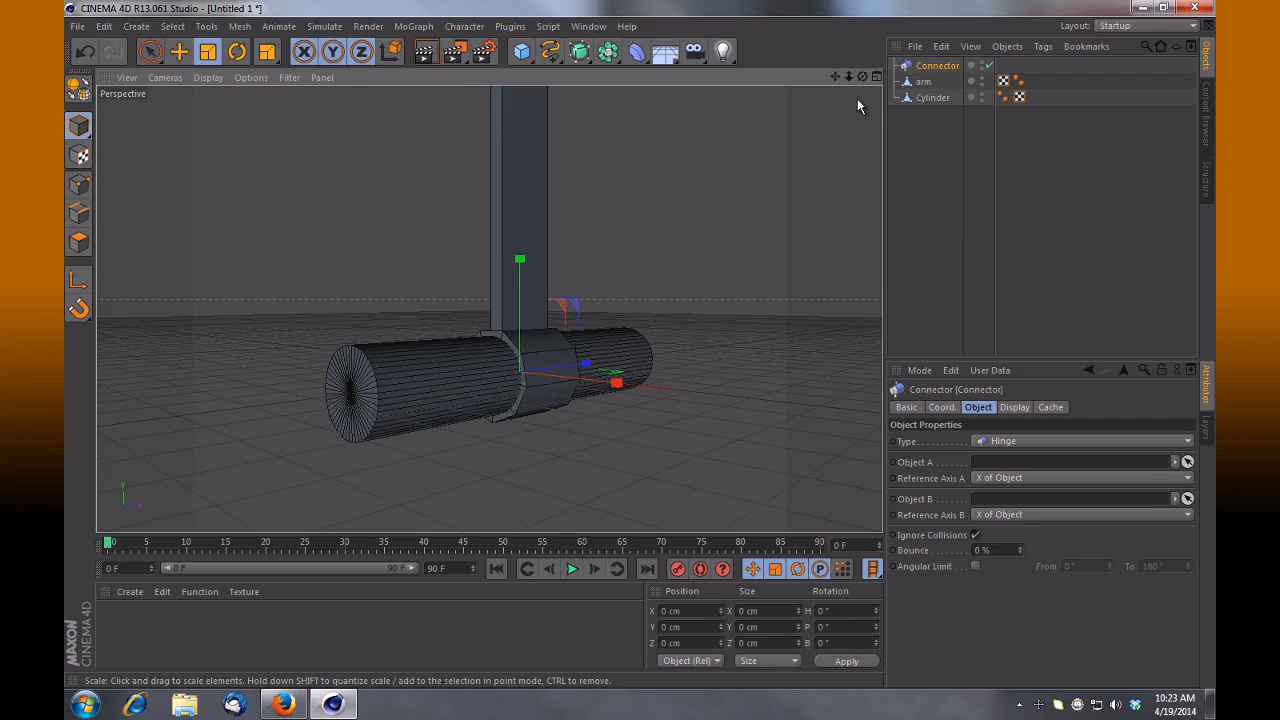 CINEMA 4D R13.061 Studio - [Untitled 1 *]
File Edit Create Select Tools Mesh Animate Simulate Render MoGraph Character Plugins Script Window Help
Layout: Startup
X Y Z
File Edit View Objects Tags Bookmarks
View Cameras Display Options Filter Panel
Perspective
Connector
arm
Cylinder
Objects
Content Browser
Structure
Mode Edit User Data
Connector [Connector]
Basic Coord. Object Display Cache
Object Properties
Type Hinge
Object A
Reference Axis A X of Object
Object B
Reference Axis B X of Object
Ignore Collisions
Bounce 0 %
Angular Limit From 0 ° To 180 °
Attributes
Layers
Y
X
0 5 10 15 20 25 30 35 40 45 50 55 60 65 70 75 80 85 90 0 F
0 F 0 F 90 F 90 F
Create Edit Function Texture
Position Size Rotation
X 0 cm X 0 cm H 0 °
Y 0 cm Y 0 cm P 0 °
Z 0 cm Z 0 cm B 0 °
Object (Rel) Size Apply
MAXON
CINEMA 4D
Scale: Click and drag to scale elements. Hold down SHIFT to quantize scale / add to the selection in point mode, CTRL to remove.
10:23 AM
4/19/2014